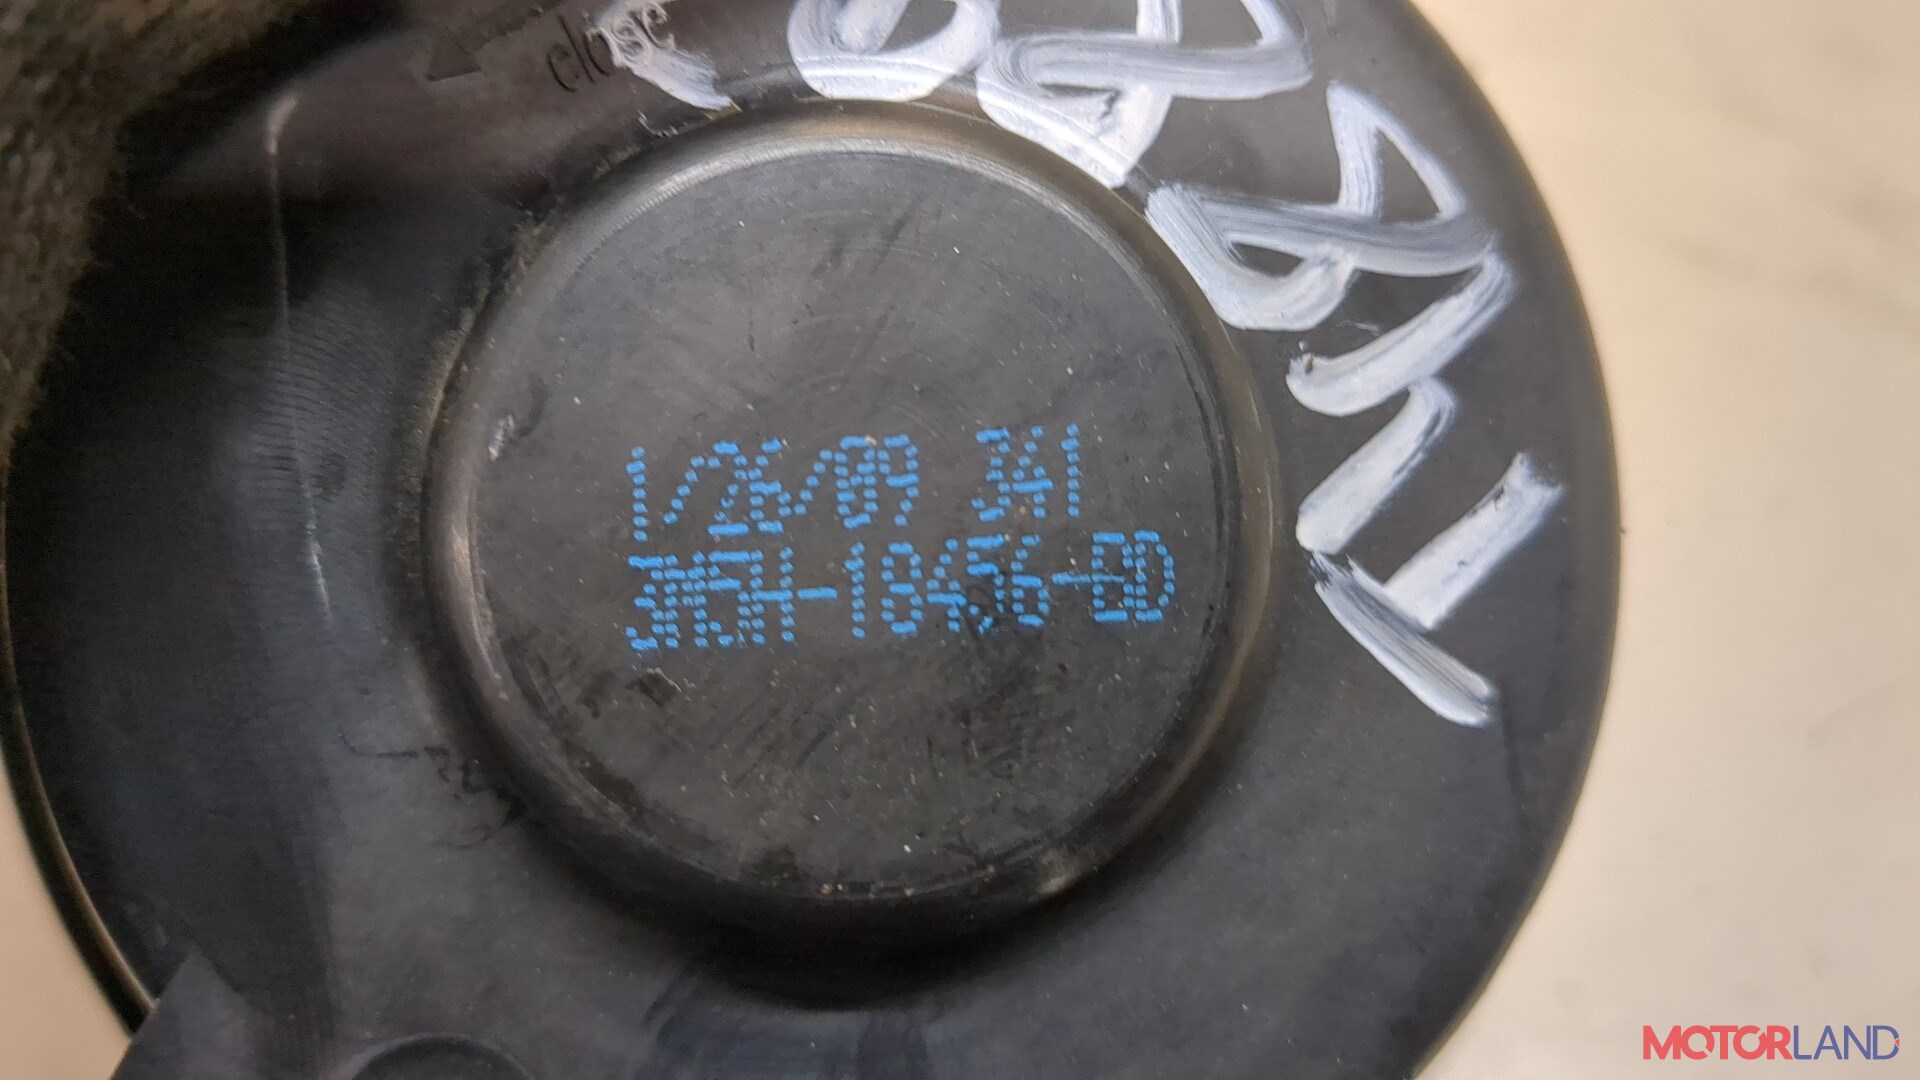 close
1/26/09 341
3M5H-18456-BD
MOTORLAND